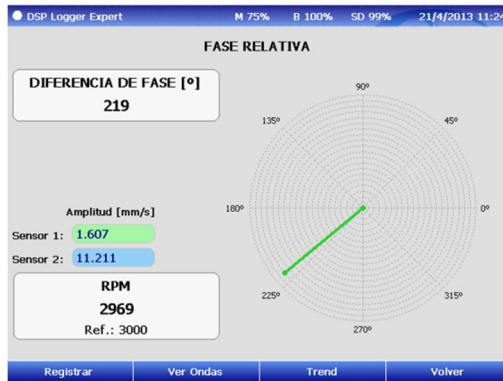 DSP Logger Expert M 75% B 100% SD 99% 21/4/2013 11:24
FASE RELATIVA
DIFERENCIA DE FASE [º]
219
90º
135º
45º
180º
0º
225º
315º
270º
Amplitud [mm/s]
Sensor 1: 1.607
Sensor 2: 11.211
RPM
2969
Ref.: 3000
Registrar Ver Ondas Trend Volver